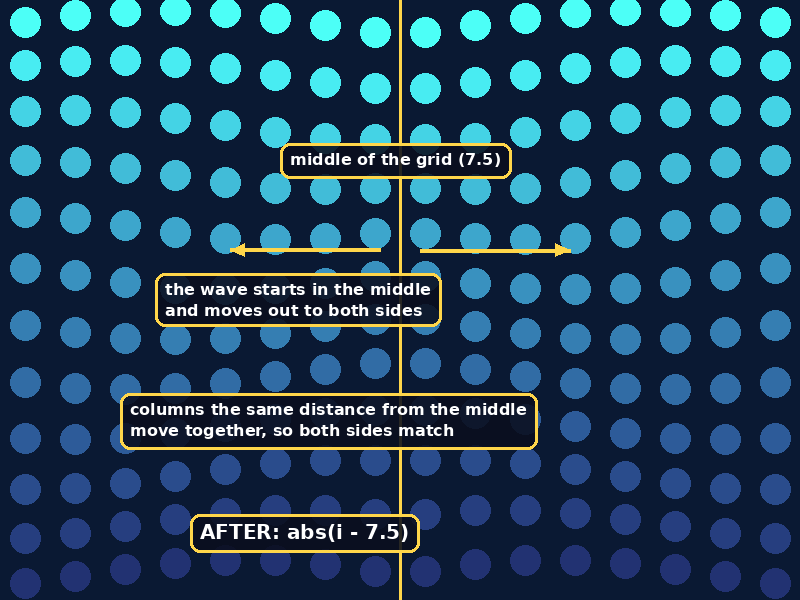 middle of the grid (7.5)
the wave starts in the middle
and moves out to both sides
columns the same distance from the middle
move together, so both sides match
AFTER: abs(i - 7.5)